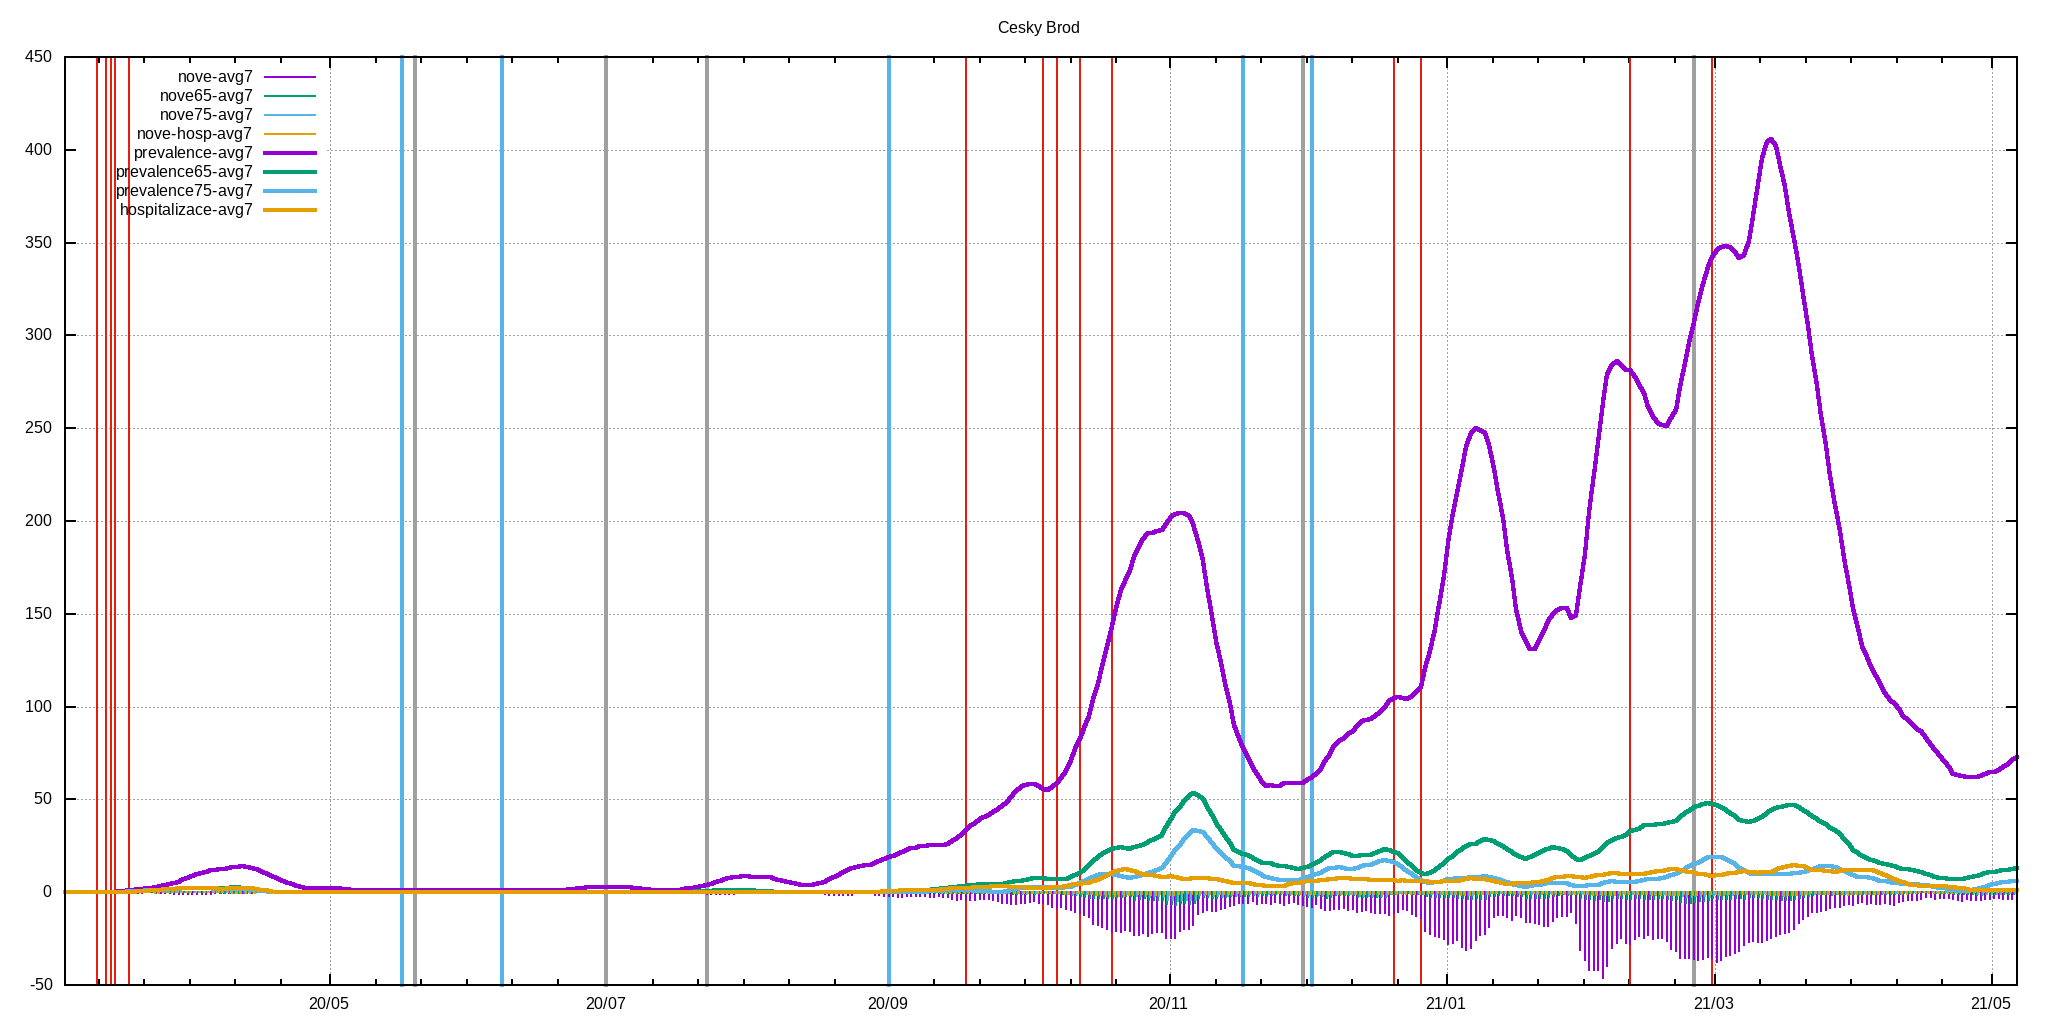 Cesky Brod
450
400
350
300
250
200
150
100
50
0
-50
nove-avg7
nove65-avg7
nove75-avg7
nove-hosp-avg7
prevalence-avg7
prevalence65-avg7
prevalence75-avg7
hospitalizace-avg7
20/05 20/07 20/09 20/11 21/01 21/03 21/05